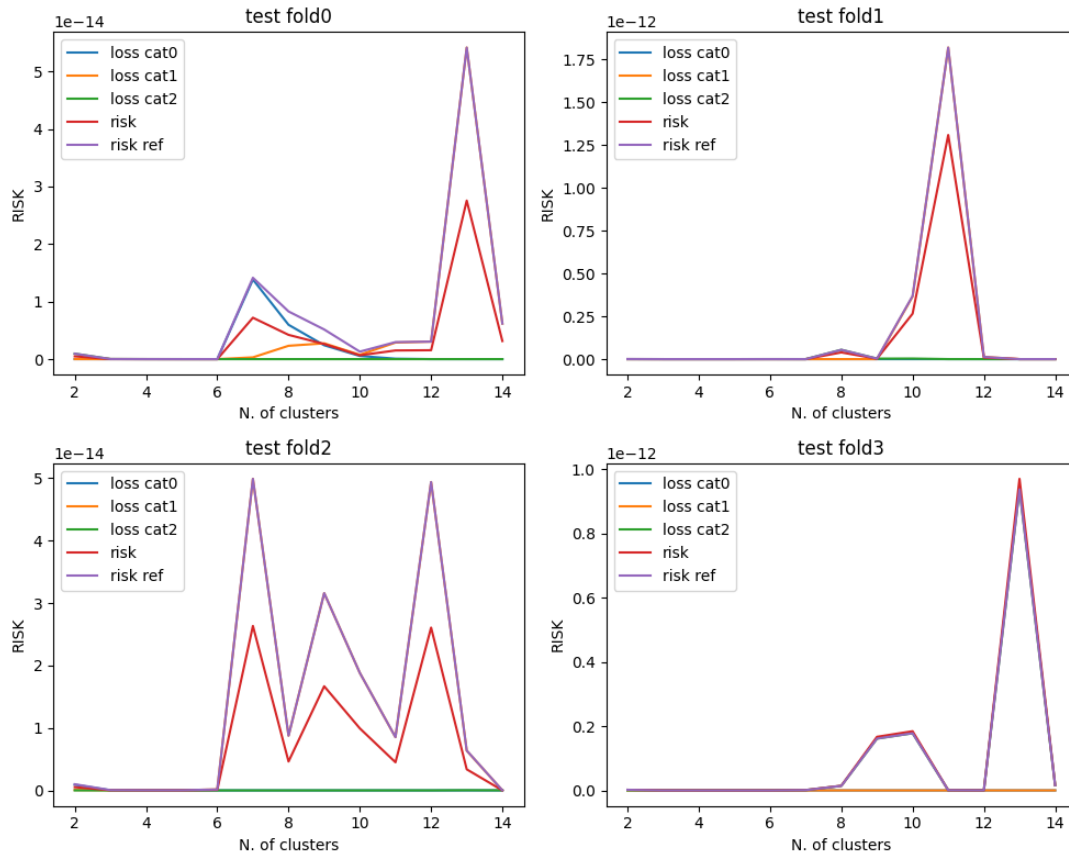 test fold0
1e−14
loss cat0
loss cat1
loss cat2
risk
risk ref
RISK
5
4
3
2
1
0
2 4 6 8 10 12 14
N. of clusters
test fold1
1e−12
loss cat0
loss cat1
loss cat2
risk
risk ref
RISK
1.75
1.50
1.25
1.00
0.75
0.50
0.25
0.00
2 4 6 8 10 12 14
N. of clusters
test fold2
1e−14
loss cat0
loss cat1
loss cat2
risk
risk ref
RISK
5
4
3
2
1
0
2 4 6 8 10 12 14
N. of clusters
test fold3
1e−12
loss cat0
loss cat1
loss cat2
risk
risk ref
RISK
1.0
0.8
0.6
0.4
0.2
0.0
2 4 6 8 10 12 14
N. of clusters